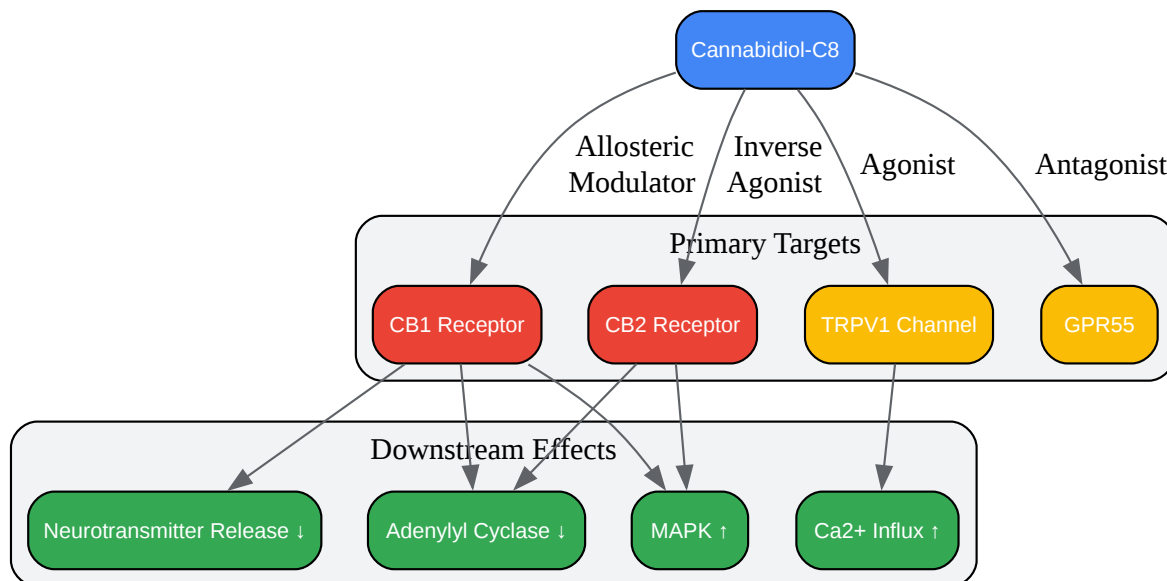 Cannabidiol-C8
Allosteric
Modulator
Inverse
Agonist
Agonist
Antagonist
Primary Targets
CB1 Receptor
CB2 Receptor
TRPV1 Channel
GPR55
Downstream Effects
Neurotransmitter Release ↓
Adenylyl Cyclase ↓
MAPK ↑
Ca2+ Influx ↑